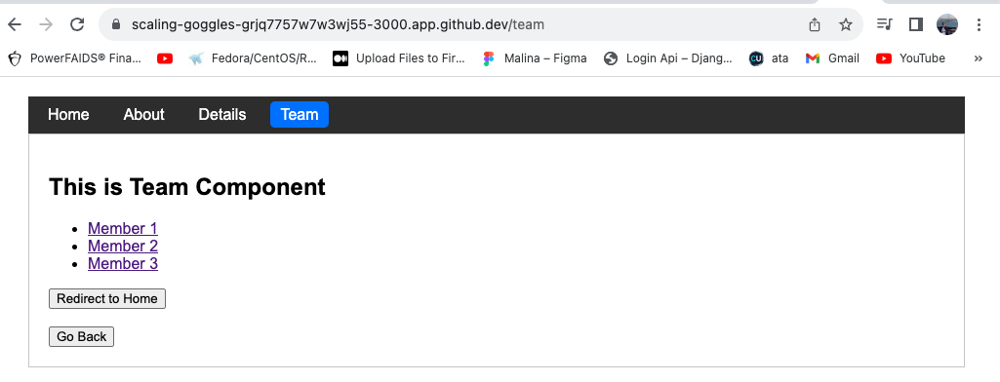 scaling-goggles-grjq7757w7w3wj55-3000.app.github.dev/team
PowerFAIDS® Fina... Fedora/CentOS/R... Upload Files to Fir... Malina – Figma Login Api – Djang... CU ata Gmail YouTube »
Home About Details Team
This is Team Component
Member 1
Member 2
Member 3
Redirect to Home
Go Back